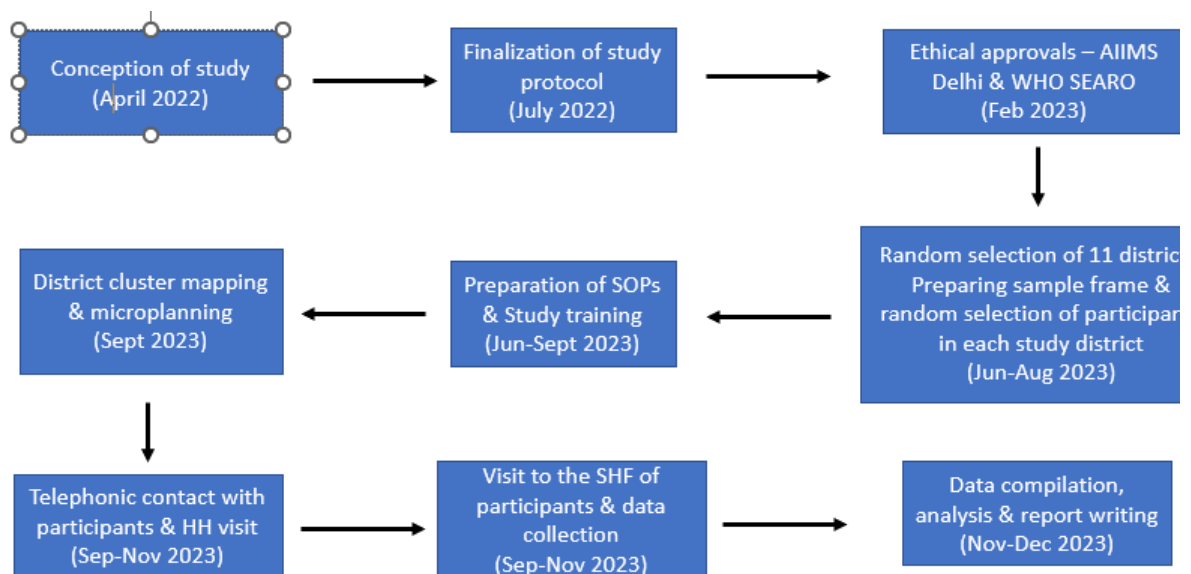 Conception of study
(April 2022)
Finalization of study
protocol
(July 2022)
Ethical approvals – AIIMS
Delhi & WHO SEARO
(Feb 2023)
Random selection of 11 distric
Preparing sample frame &
random selection of participan
in each study district
(Jun-Aug 2023)
Preparation of SOPs
& Study training
(Jun-Sept 2023)
District cluster mapping
& microplanning
(Sept 2023)
Telephonic contact with
participants & HH visit
(Sep-Nov 2023)
Visit to the SHF of
participants & data
collection
(Sep-Nov 2023)
Data compilation,
analysis & report writing
(Nov-Dec 2023)